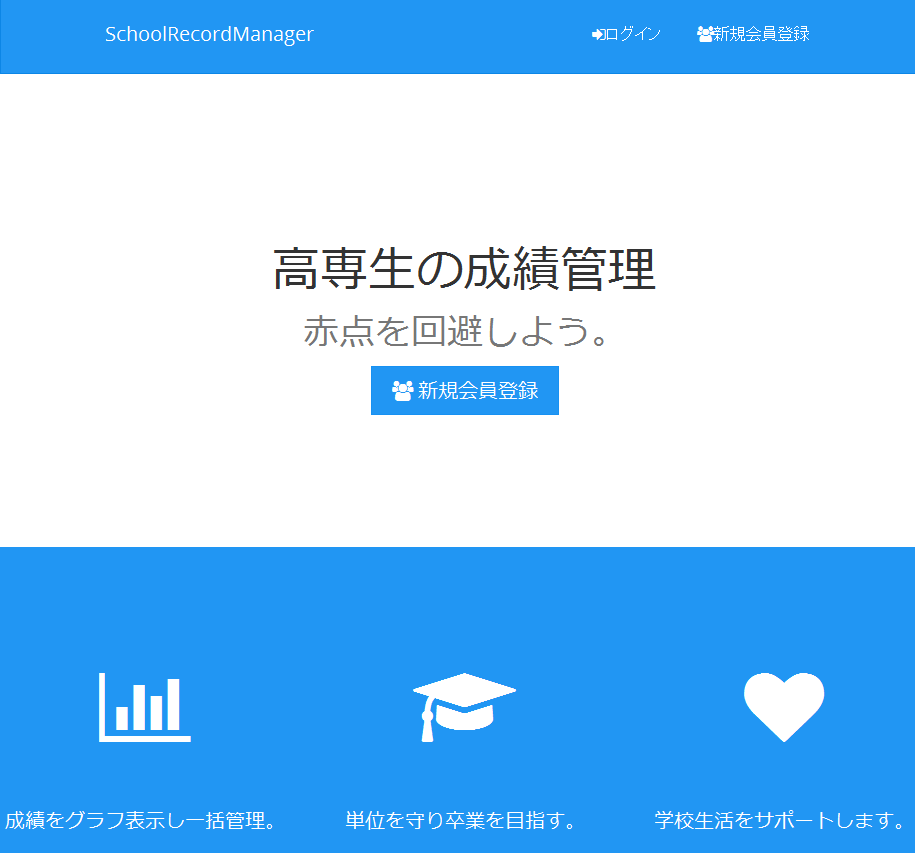 SchoolRecordManager
ログイン
新規会員登録
高専生の成績管理
赤点を回避しよう。
新規会員登録
成績をグラフ表示し一括管理。
単位を守り卒業を目指す。
学校生活をサポートします。